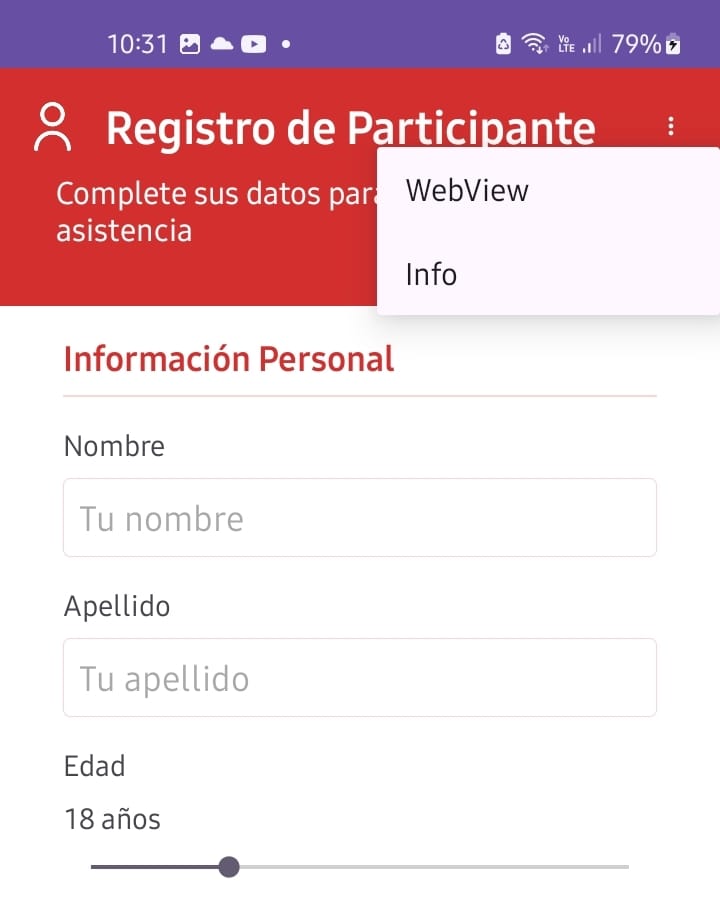 10:31 Vo LTE 79%
Registro de Participante
Complete sus datos par
asistencia
WebView
Info
Información Personal
Nombre
Tu nombre
Apellido
Tu apellido
Edad
18 años